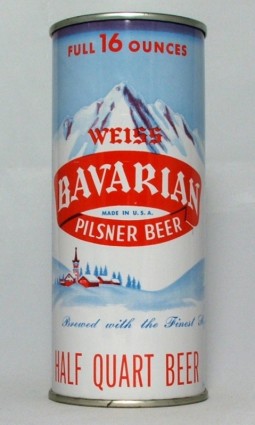 FULL 16 OUNCES
WEISS
BAVARIAN
MADE IN U.S.A.
PILSNER BEER
Brewed with the Finest
HALF QUART BEER